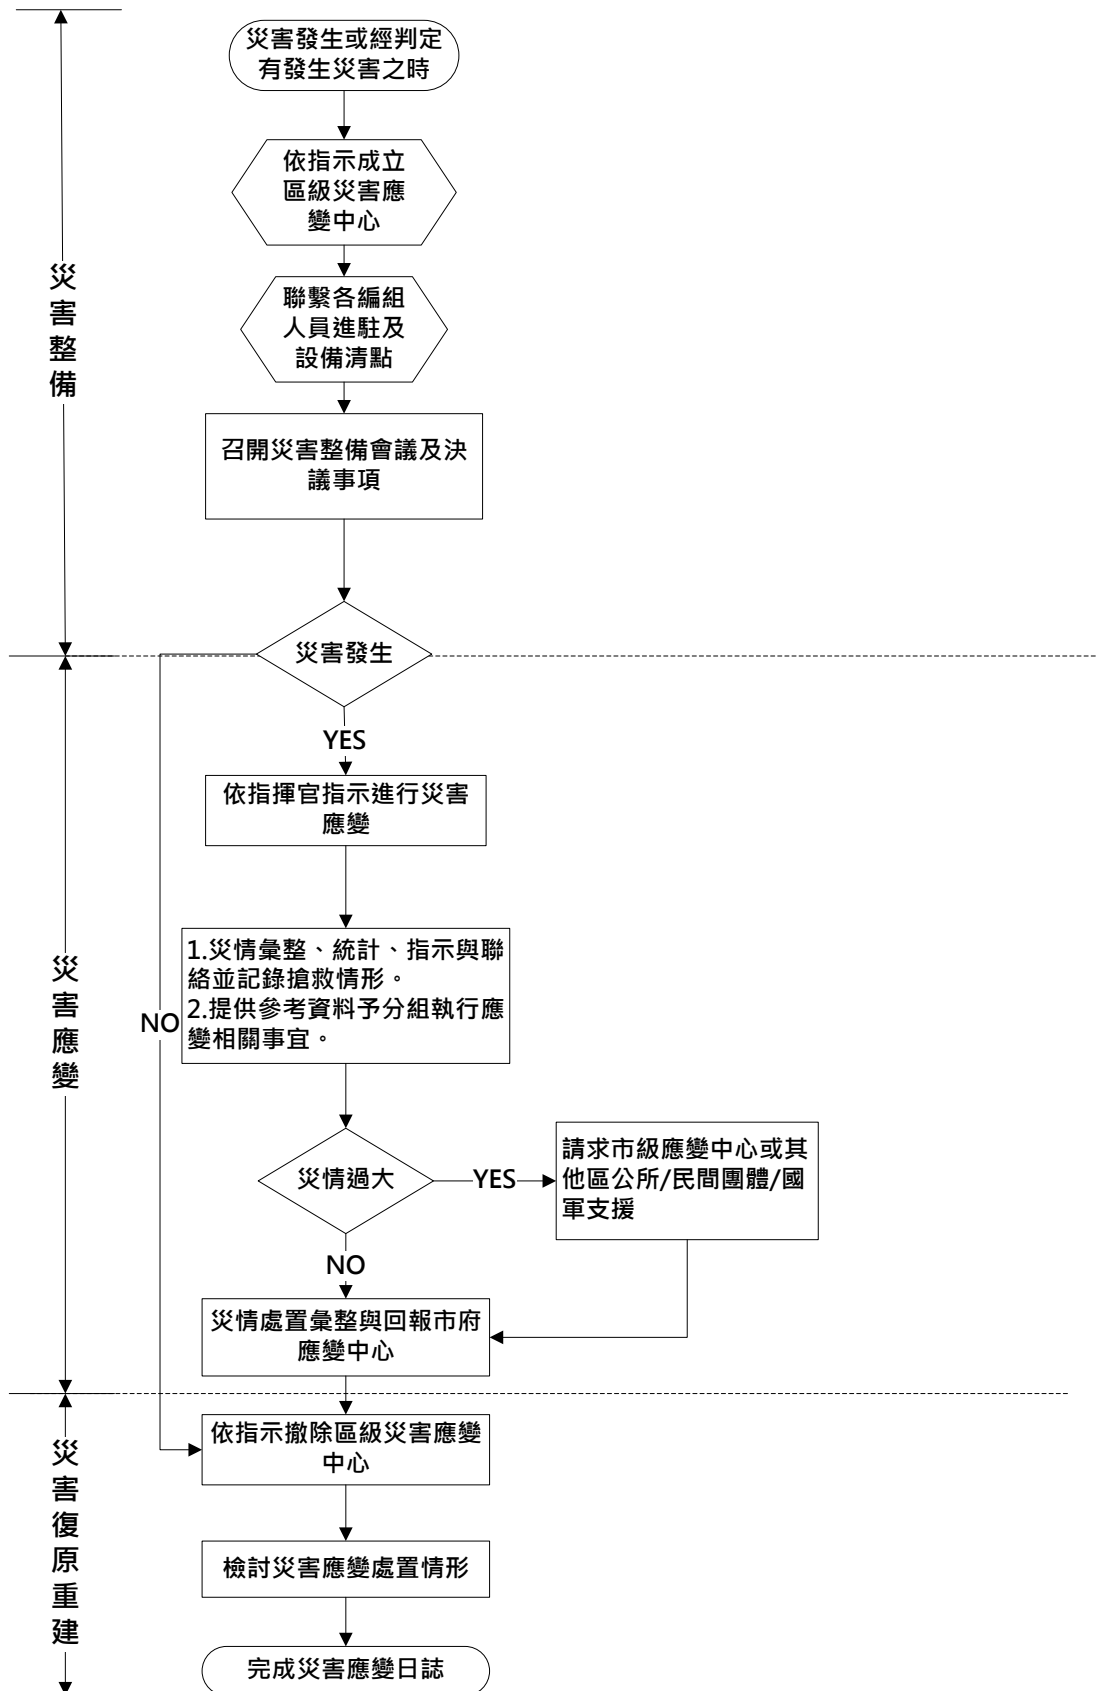 災害發生或經判定
有發生災害之時
依指示成立
區級災害應
變中心
聯繫各編組
人員進駐及
設備清點
災害整備
召開災害整備會議及決
議事項
災害發生
YES
依指揮官指示進行災害
應變
1.災情彙整、統計、指示與聯
絡並記錄搶救情形。
2.提供參考資料予分組執行應
變相關事宜。
NO
災害應變
災情過大
YES
請求市級應變中心或其
他區公所/民間團體/國
軍支援
NO
災情處置彙整與回報市府
應變中心
依指示撤除區級災害應變
中心
災害復原重建
檢討災害應變處置情形
完成災害應變日誌